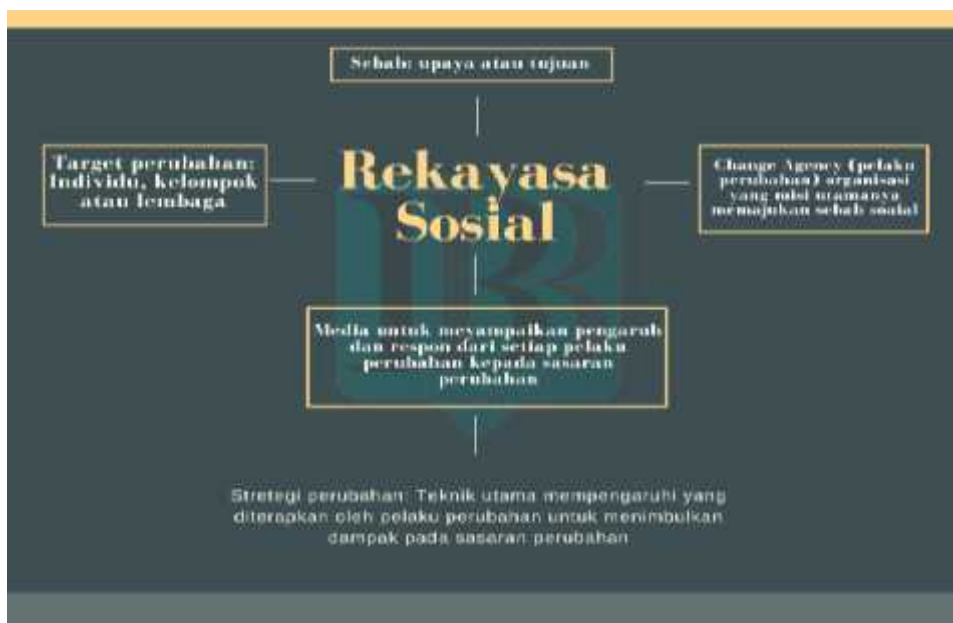 Sebab: upaya atau tujuan
Target perubahan:
Individu, kelompok
atau lembaga
Rekayasa
Sosial
Change Agency (pelaku
perubahan) organisasi
yang misi utamanya
memajukan sebab sosial
Media untuk meyampaikan pengaruh
dan respon dari setiap pelaku
perubahan kepada sasaran
perubahan
Stretegi perubahan: Teknik utama mempengaruhi yang
diterapkan oleh pelaku perubahan untuk menimbulkan
dampak pada sasaran perubahan